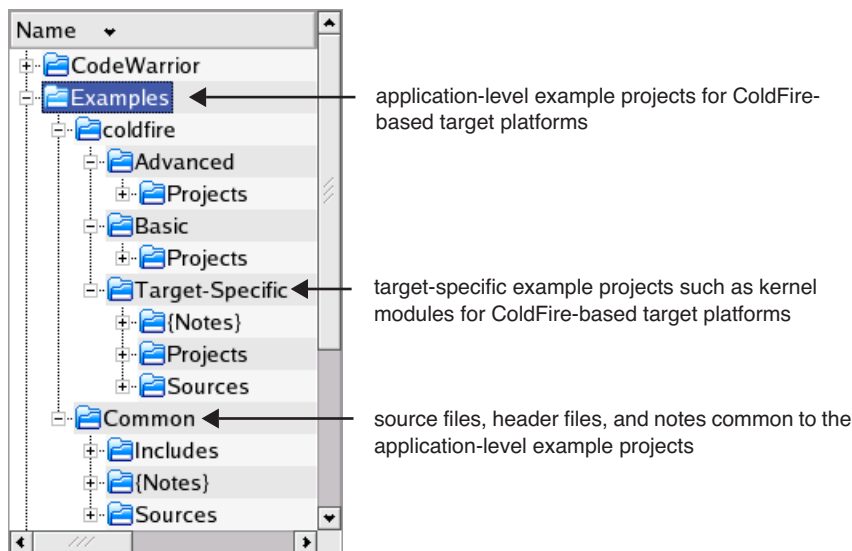 Name
CodeWarrior
Examples
application-level example projects for ColdFire-
based target platforms
coldfire
Advanced
Projects
Basic
Projects
Target-Specific
target-specific example projects such as kernel
modules for ColdFire-based target platforms
{Notes}
Projects
Sources
Common
source files, header files, and notes common to the
application-level example projects
Includes
{Notes}
Sources